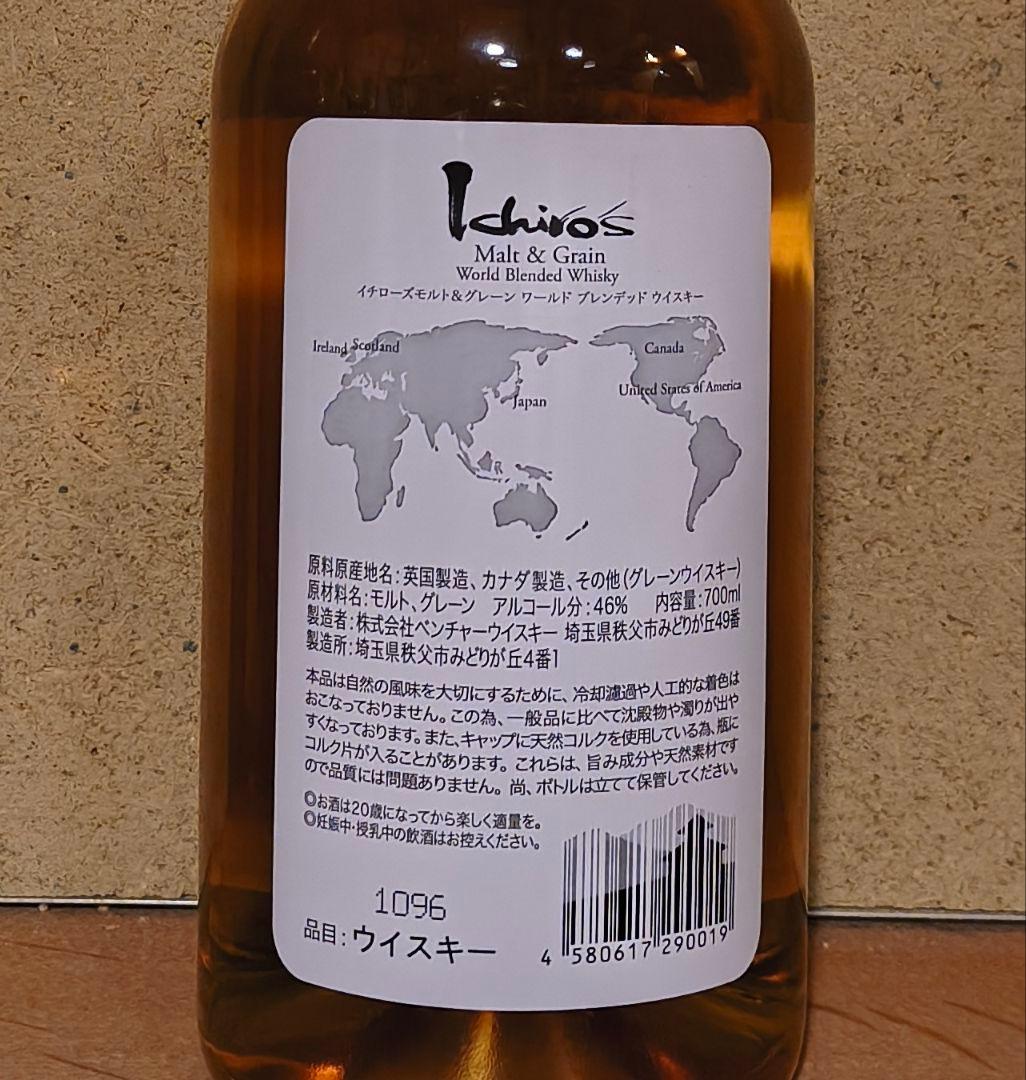 Ichiro's
Malt & Grain
World Blended Whisky
イチローズモルト&グレーン ワールド ブレンデッド ウイスキー
Ireland Scotland
Canada
United States of America
Japan
原料原産地名:英国製造、カナダ製造、その他(グレーンウイスキー)
原材料名:モルト、グレーン アルコール分:46% 内容量:700ml
製造者:株式会社ベンチャーウイスキー 埼玉県秩父市みどりが丘49番
製造所:埼玉県秩父市みどりが丘4番1
本品は自然の風味を大切にするために、冷却濾過や人工的な着色は
おこなっておりません。この為、一般品に比べて沈殿物や濁りが出や
すくなっております。また、キャップに天然コルクを使用している為、瓶に
コルク片が入ることがあります。これらは、旨み成分や天然素材です
ので品質には問題ありません。尚、ボトルは立てて保管してください。
◎お酒は20歳になってから楽しく適量を。
◎妊娠中・授乳中の飲酒はお控えください。
1096
品目:ウイスキー
4 580617 290019